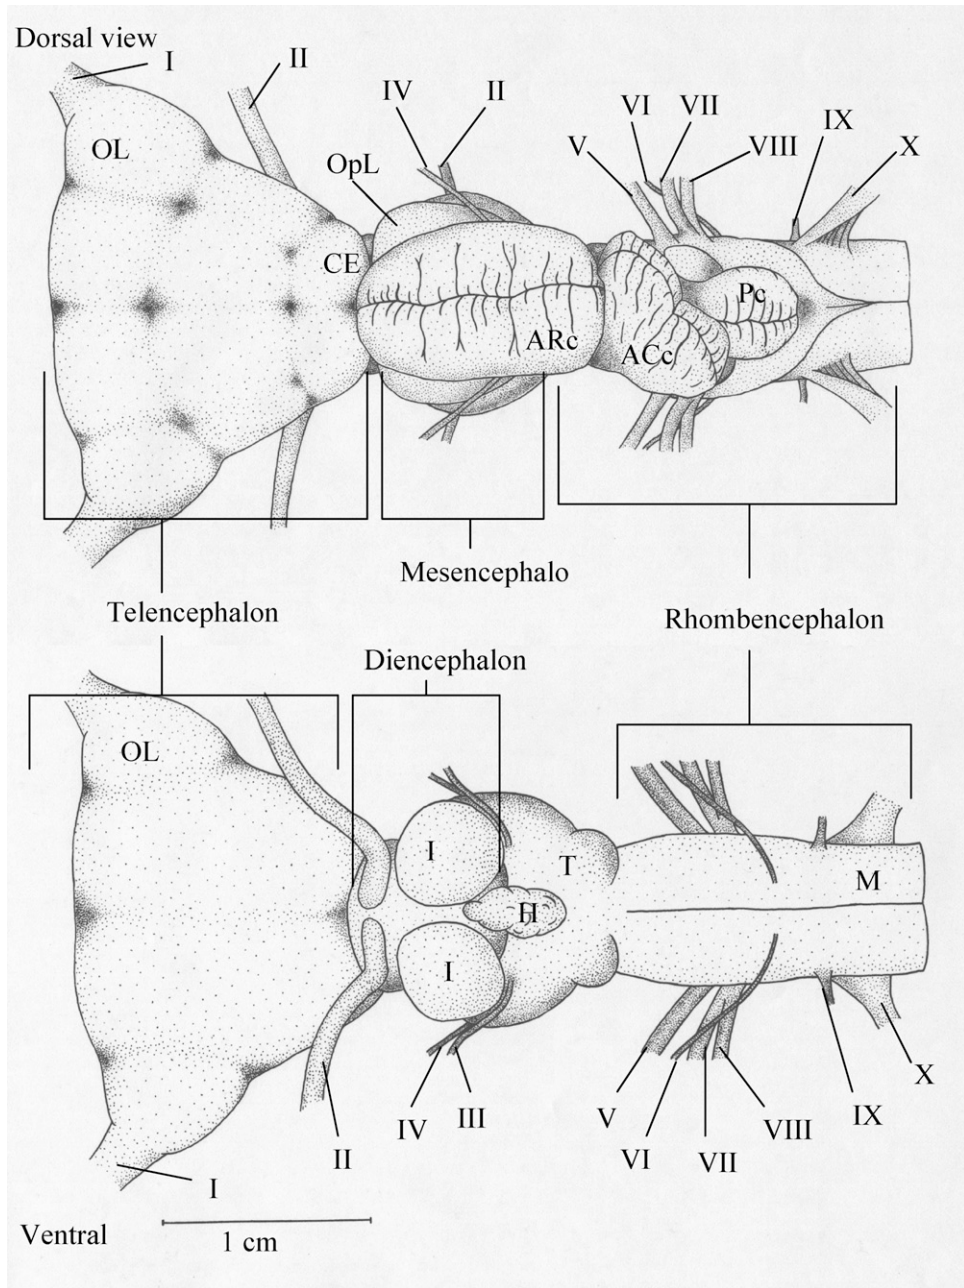 Dorsal view
I
II
IV
II
VI
VII
IX
V
VIII
X
OL
OpL
CE
Pc
ARc
ACc
Mesencephalo
Telencephalon
Rhombencephalon
Diencephalon
OL
I
T
M
H
I
IV
III
V
VIII
IX
X
II
VI
VII
I
Ventral
1 cm